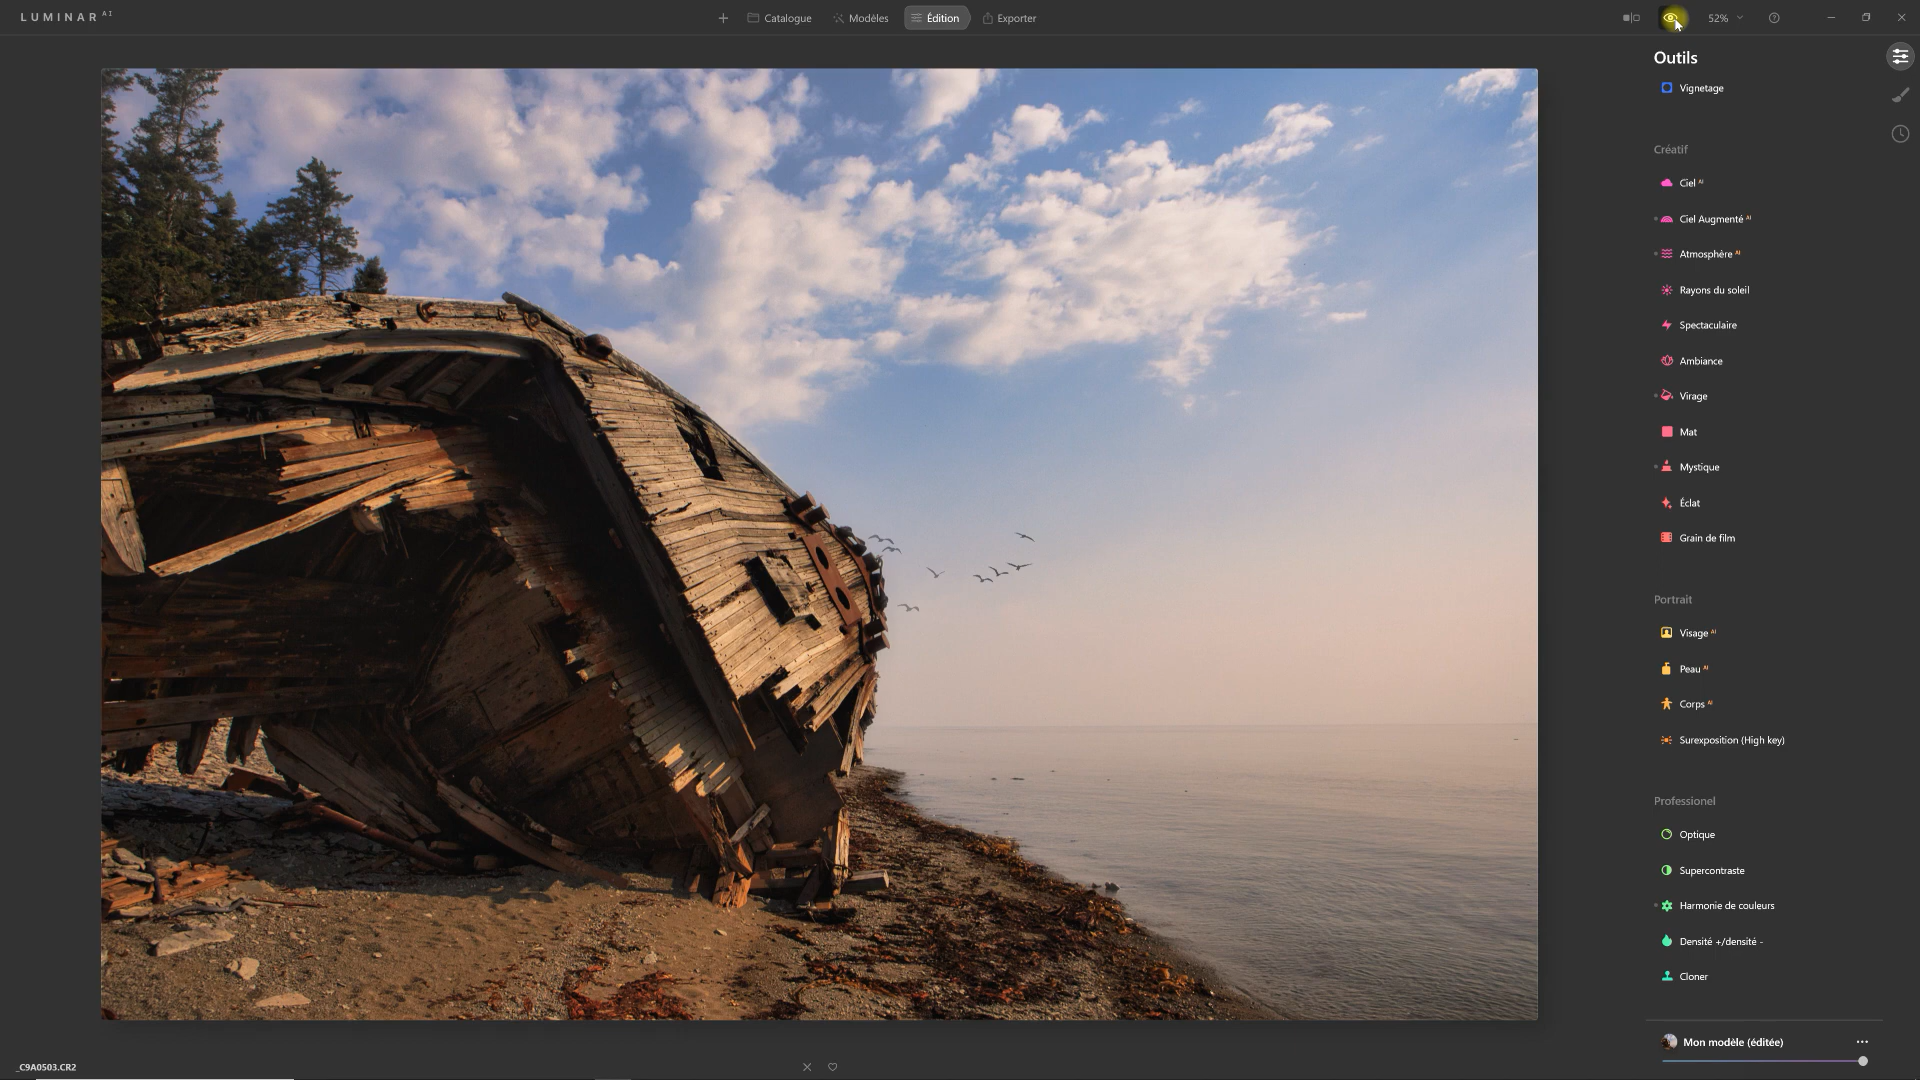 LUMINAR AI
Catalogue
Modèles
Édition
Exporter
52%
Outils
Vignetage
Créatif
Ciel AI
Ciel Augmenté AI
Atmosphère AI
Rayons du soleil
Spectaculaire
Ambiance
Virage
Mat
Mystique
Éclat
Grain de film
Portrait
Visage AI
Peau AI
Corps AI
Surexposition (High key)
Professionel
Optique
Supercontraste
Harmonie de couleurs
Densité +/densité -
Cloner
Mon modèle (éditée)
_C9A0503.CR2